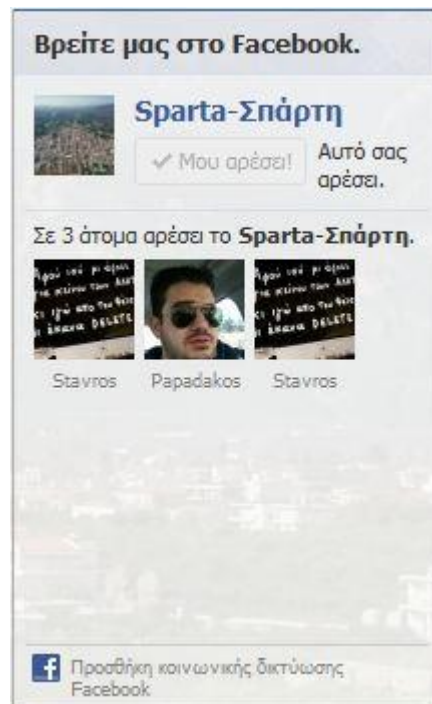 Βρείτε μας στο Facebook.
Sparta-Σπάρτη
Μου αρέσει!
Αυτό σας
αρέσει.
Σε 3 άτομα αρέσει το Sparta-Σπάρτη.
Stavros Papadakos Stavros
Προσθήκη κοινωνικής δικτύωσης
Facebook